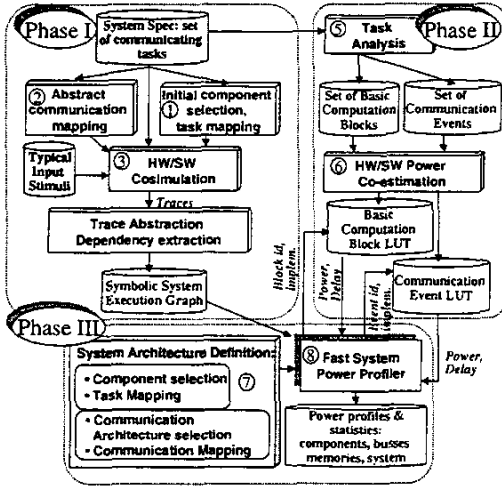 Phase I
System Spec: set
of communicating
tasks
② Abstract
communication
mapping
Initial component
selection, ①
task mapping
Typical
Input
Stimuli
③ HW/SW
Cosimulation
Traces
Trace Abstraction
Dependency extraction
Symbolic System
Execution Graph
Phase II
⑤ Task
Analysis
Set of Basic
Computation
Blocks
Set of
Communication
Events
⑥ HW/SW Power
Co-estimation
Basic
Computation
Block LUT
Communication
Event LUT
Block id,
implem.
Power,
Delay
Event id,
implem.
Power,
Delay
Phase III
System Architecture Definition:
• Component selection
• Task Mapping
⑦
• Communication
Architecture selection
• Communication Mapping
⑧ Fast System
Power Profiler
Power profiles &
statistics:
components, busses
memories, system